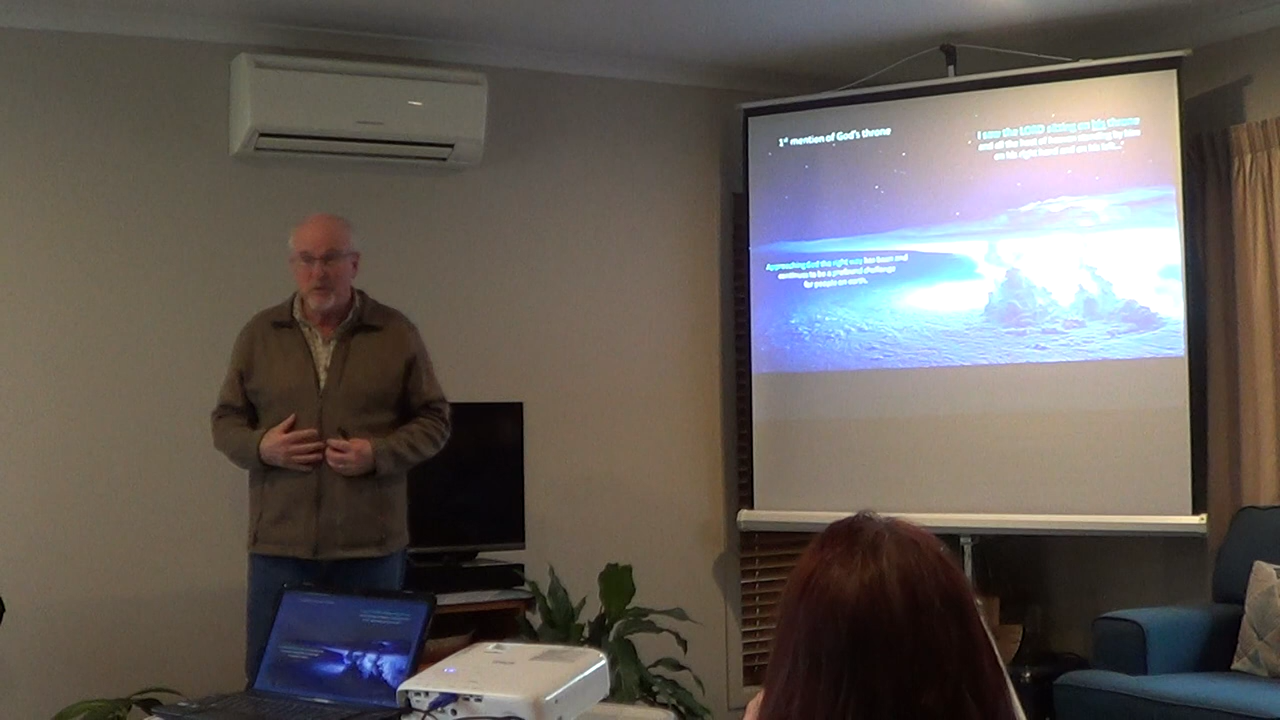 1st mention of God's throne
I saw the LORD sitting on his throne
and all the host of heaven standing by him
on his right hand and on his left..."
Approaching God the right way has been and
continues to be a profound challenge
for people on earth.